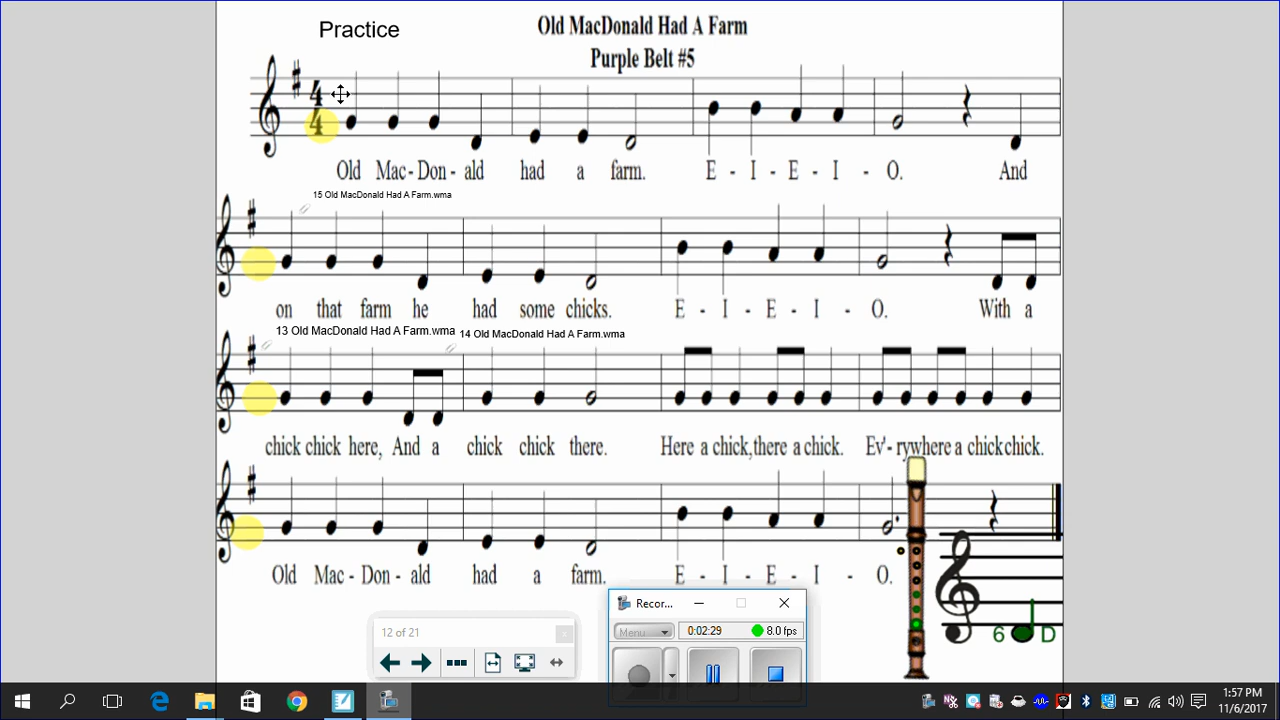 Practice
Old MacDonald Had A Farm
Purple Belt #5
4
4
Old Mac - Don - ald had a farm. E - I - E - I - O. And
15 Old MacDonald Had A Farm.wma
on that farm he had some chicks. E - I - E - I - O. With a
13 Old MacDonald Had A Farm.wma 14 Old MacDonald Had A Farm.wma
chick chick here, And a chick chick there. Here a chick, there a chick. Ev'- rywhere a chick chick.
Old Mac - Don - ald had a farm. E - I - E - I - O.
6 D
12 of 21
Recor...
Menu 0:02:29 8.0 fps
1:57 PM
11/6/2017